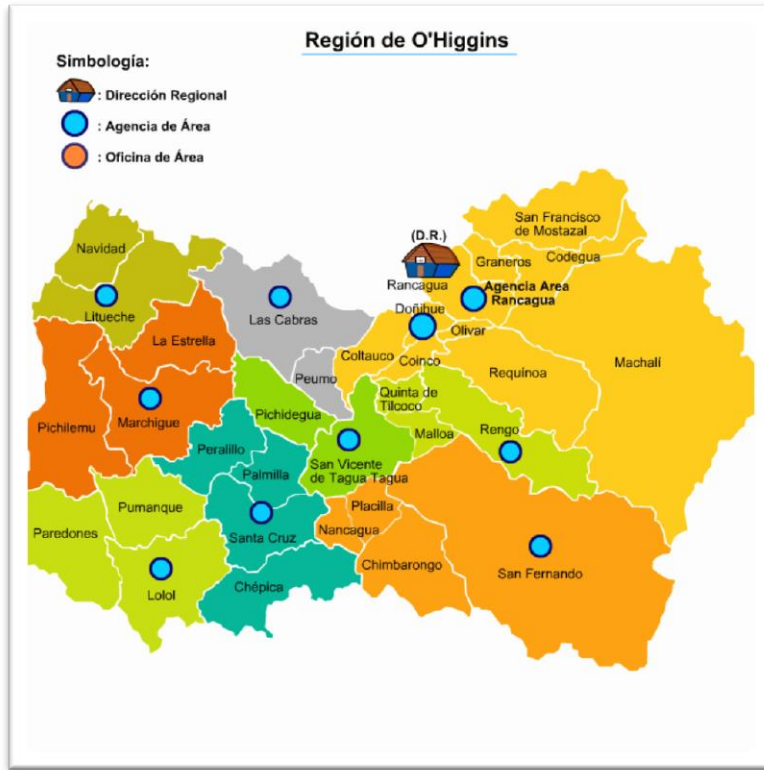 Región de O'Higgins
Simbología:
: Dirección Regional
: Agencia de Área
: Oficina de Área
(D.R.)
San Francisco
de Mostazal
Navidad
Graneros
Codegua
Rancagua
Agencia Area
Rancagua
Litueche
Las Cabras
Doñihue
Olivar
La Estrella
Coltauco
Coinco
Machalí
Peumo
Requínoa
Pichidegua
Quinta de
Tilcoco
Pichilemu
Marchigue
Malloa
Rengo
Peralillo
San Vicente
de Tagua Tagua
Palmilla
Pumanque
Placilla
Paredones
Santa Cruz
Nancagua
Chimbarongo
San Fernando
Lolol
Chépica